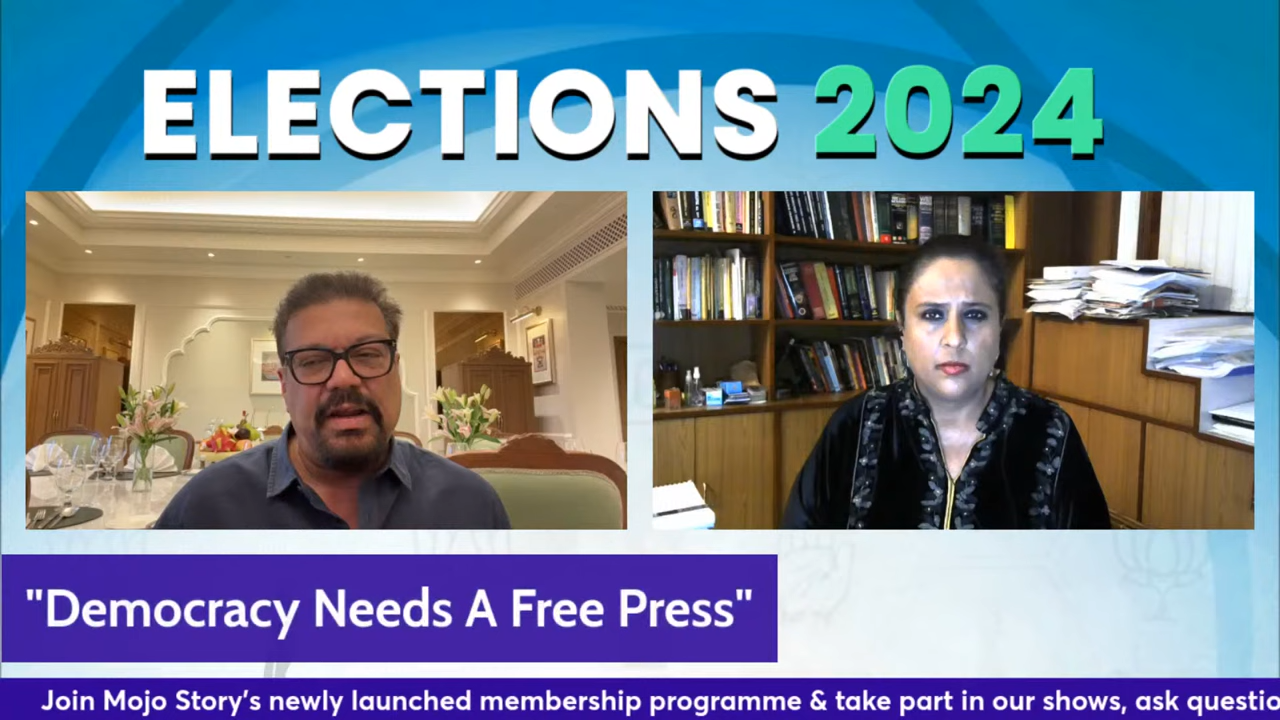 ELECTIONS 2024
"Democracy Needs A Free Press"
Join Mojo Story's newly launched membership programme & take part in our shows, ask questio